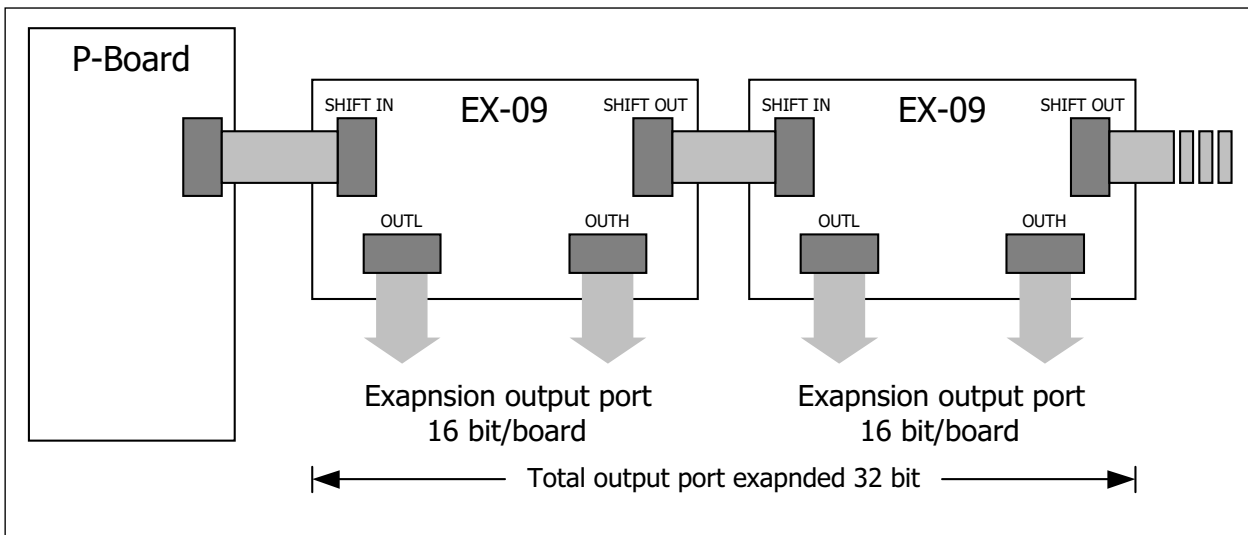 P-Board
SHIFT IN
EX-09
SHIFT OUT
SHIFT IN
EX-09
SHIFT OUT
OUTL
OUTH
OUTL
OUTH
Exapnsion output port
16 bit/board
Exapnsion output port
16 bit/board
Total output port exapnded 32 bit